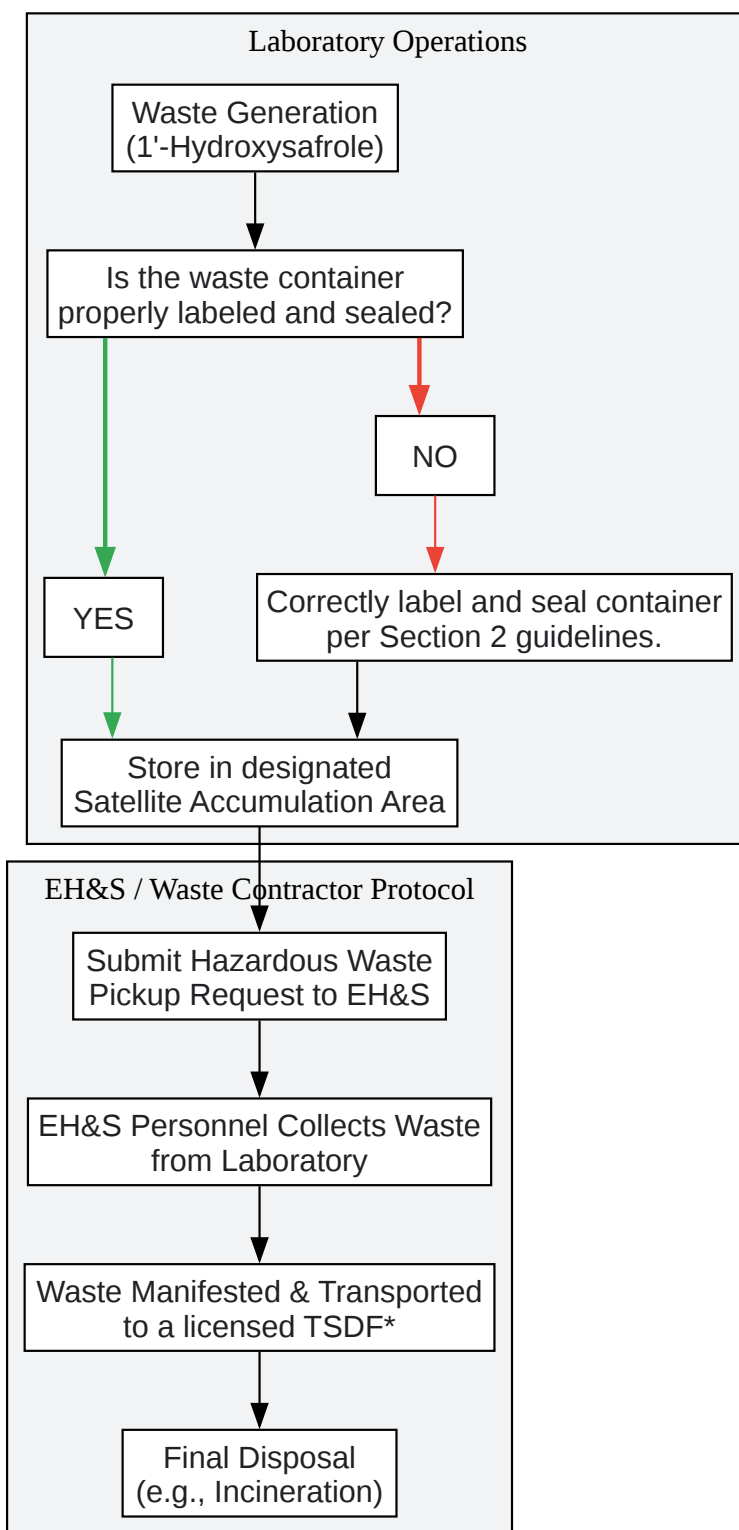 Laboratory Operations
Waste Generation
(1'-Hydroxysafrole)
Is the waste container
properly labeled and sealed?
NO
YES
Correctly label and seal container
per Section 2 guidelines.
Store in designated
Satellite Accumulation Area
EH&S / Waste Contractor Protocol
Submit Hazardous Waste
Pickup Request to EH&S
EH&S Personnel Collects Waste
from Laboratory
Waste Manifested & Transported
to a licensed TSDF*
Final Disposal
(e.g., Incineration)